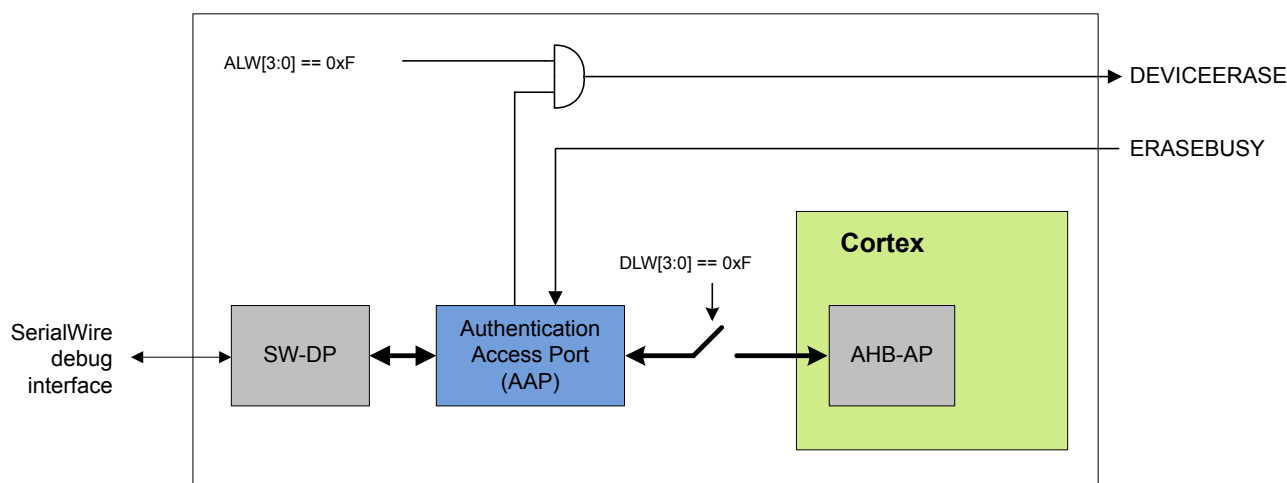 ALW[3:0] == 0xF
DEVICEERASE
ERASEBUSY
Cortex
DLW[3:0] == 0xF
SerialWire
debug
interface
SW-DP
Authentication
Access Port
(AAP)
AHB-AP